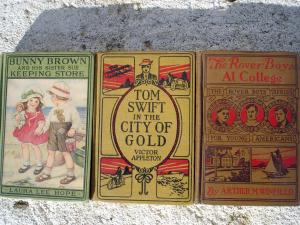 BUNNY BROWN
AND HIS SISTER SUE
KEEPING STORE
LAURA LEE HOPE
TOM
SWIFT
IN THE
CITY OF
GOLD
VICTOR
APPLETON
The Rover Boys
At College
THE ROVER BOYS SERIES
FOR YOUNG AMERICANS
By ARTHUR M. WINFIELD